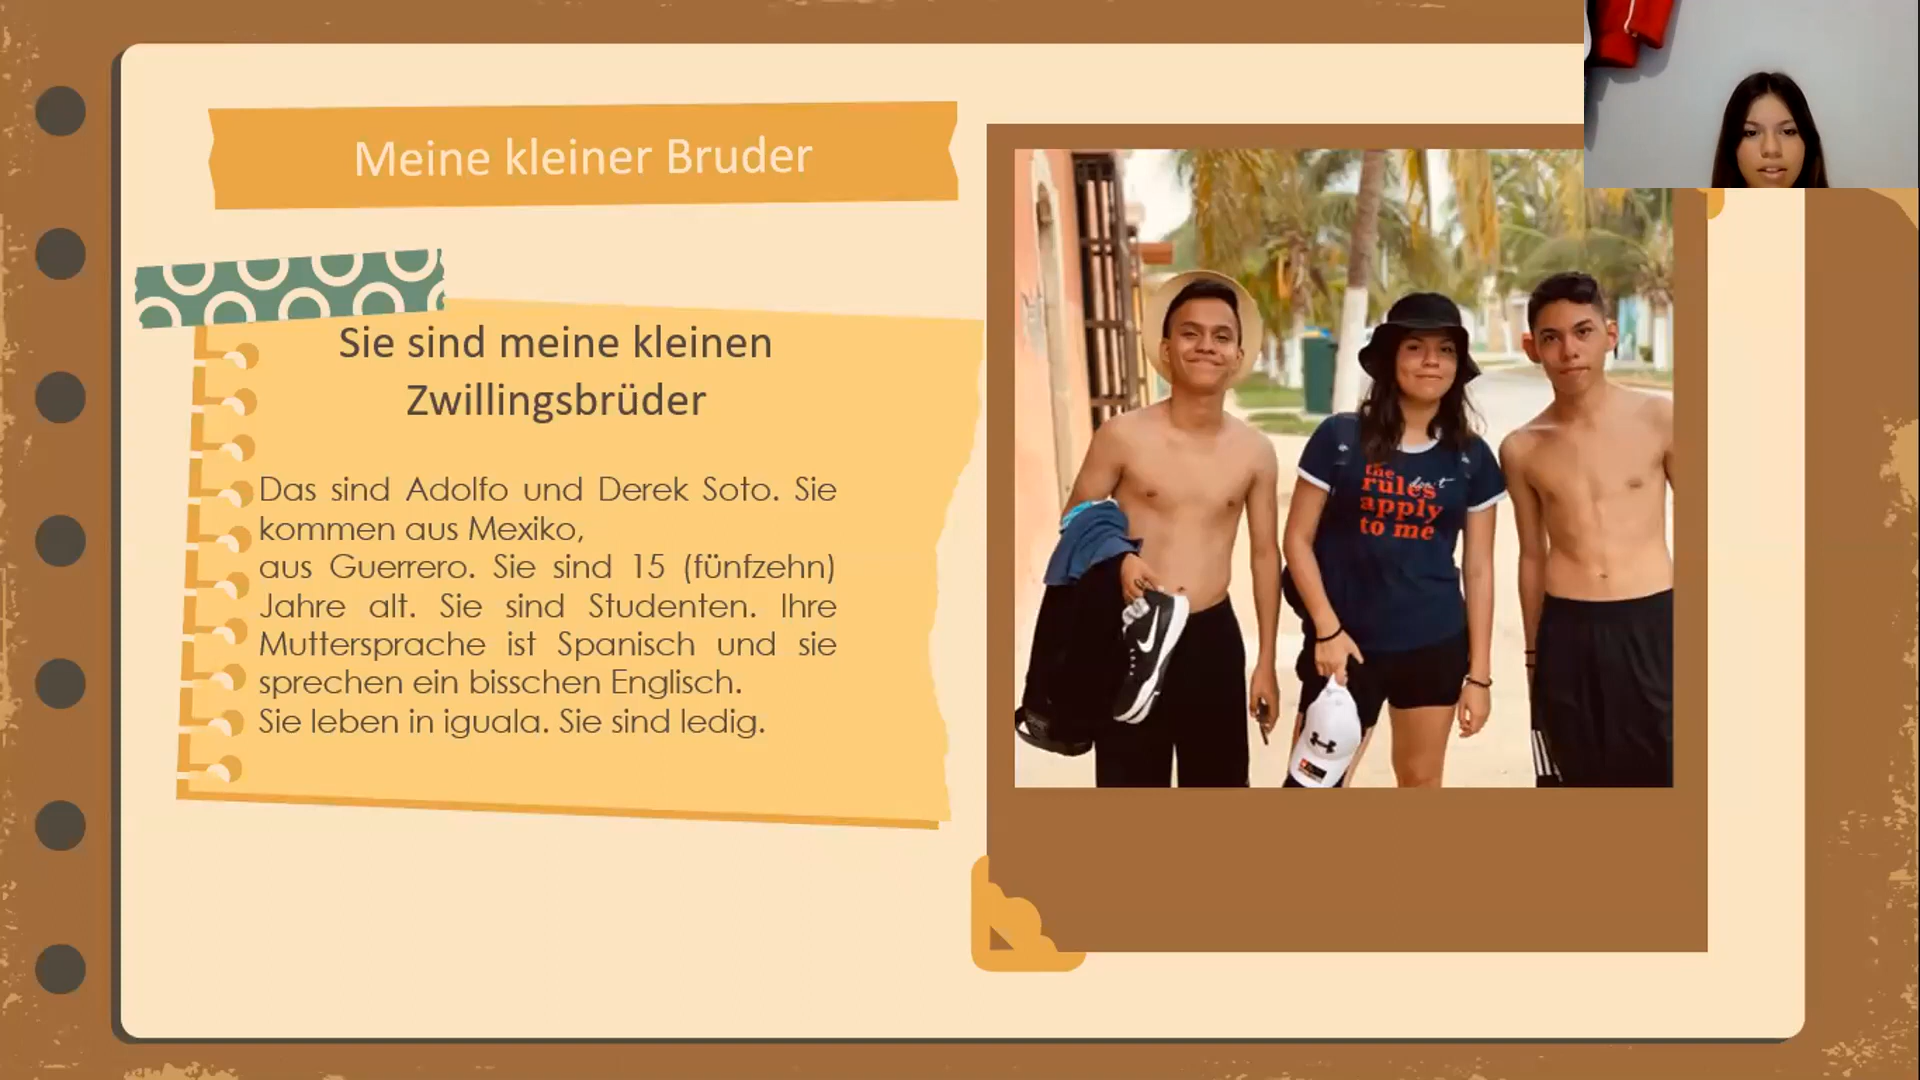 Meine kleiner Bruder
Sie sind meine kleinen
Zwillingsbrüder
Das sind Adolfo und Derek Soto. Sie
kommen aus Mexiko,
aus Guerrero. Sie sind 15 (fünfzehn)
Jahre alt. Sie sind Studenten. Ihre
Muttersprache ist Spanisch und sie
sprechen ein bisschen Englisch.
Sie leben in iguala. Sie sind ledig.
the
rules don't
apply
to me